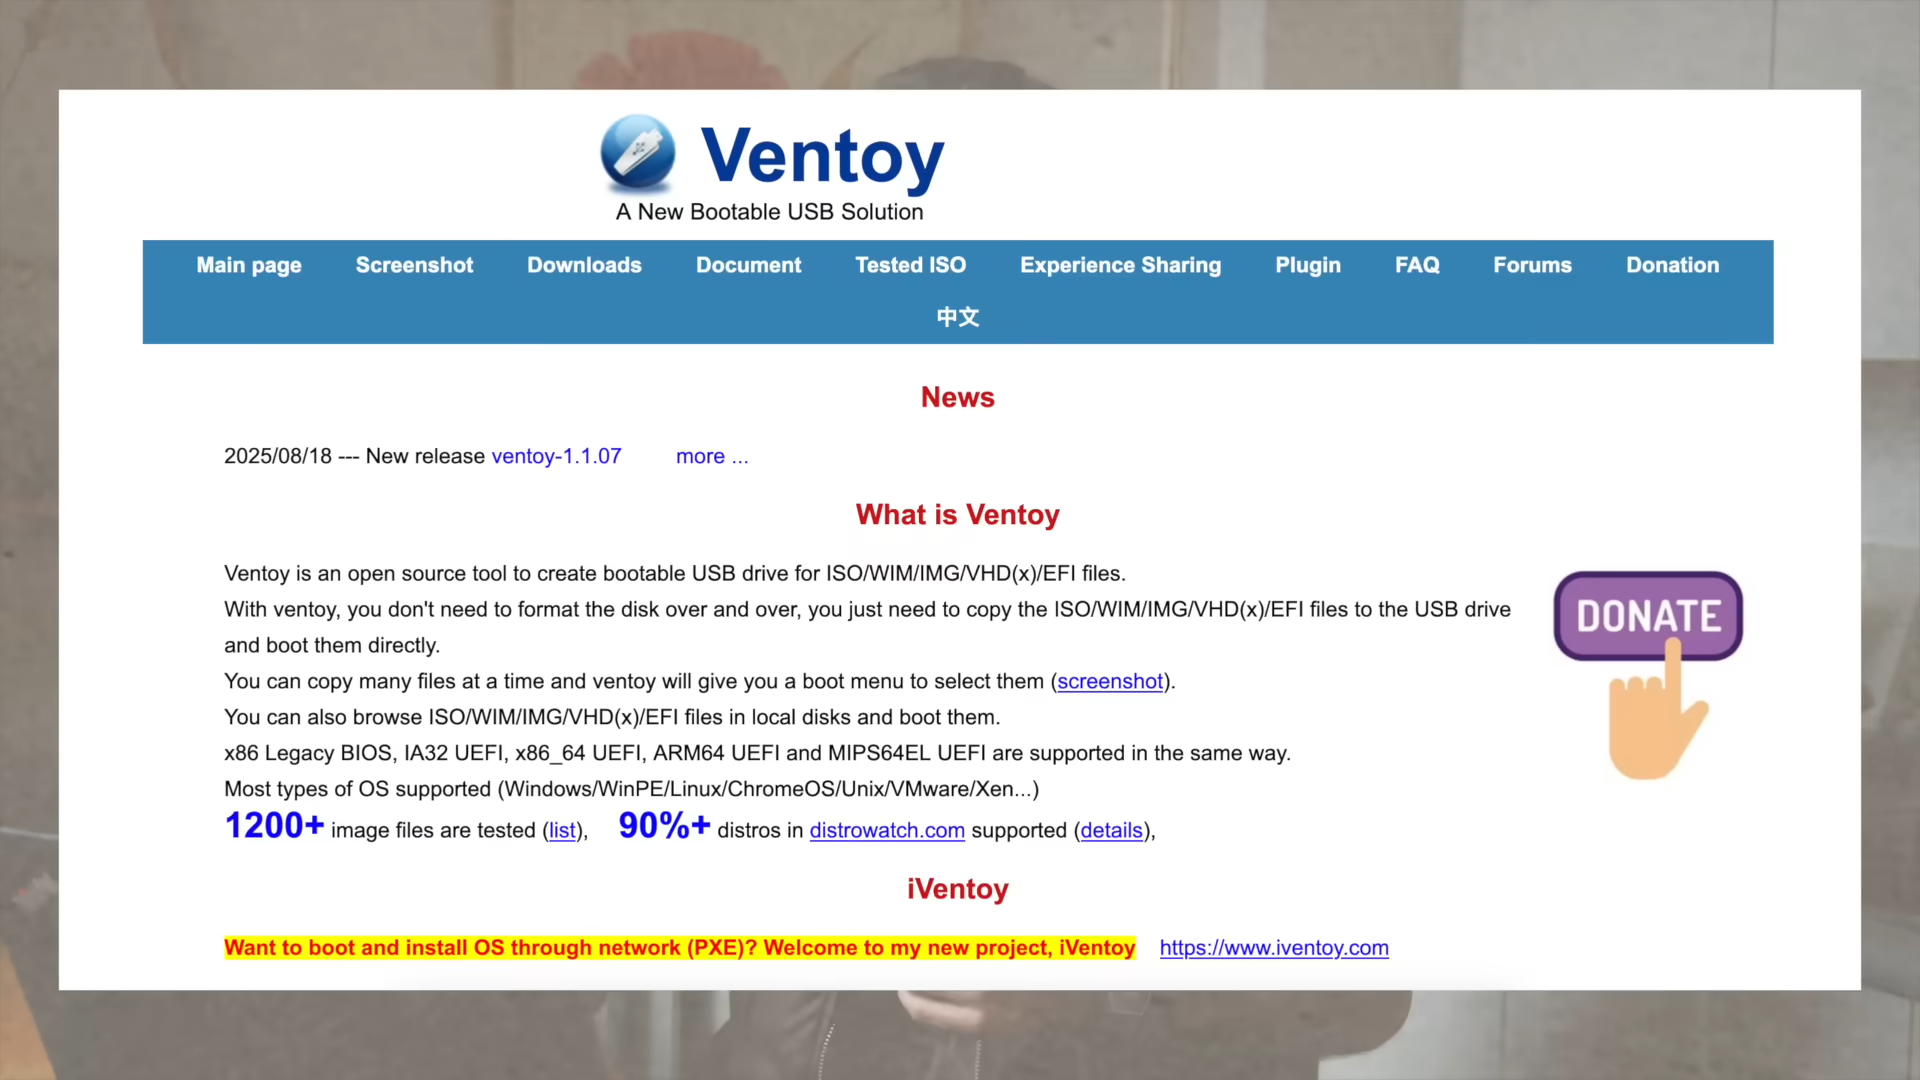 Ventoy
A New Bootable USB Solution
Main page Screenshot Downloads Document Tested ISO Experience Sharing Plugin FAQ Forums Donation
中文
News
2025/08/18 --- New release ventoy-1.1.07 more ...
What is Ventoy
Ventoy is an open source tool to create bootable USB drive for ISO/WIM/IMG/VHD(x)/EFI files.
With ventoy, you don't need to format the disk over and over, you just need to copy the ISO/WIM/IMG/VHD(x)/EFI files to the USB drive
and boot them directly.
You can copy many files at a time and ventoy will give you a boot menu to select them (screenshot).
You can also browse ISO/WIM/IMG/VHD(x)/EFI files in local disks and boot them.
x86 Legacy BIOS, IA32 UEFI, x86_64 UEFI, ARM64 UEFI and MIPS64EL UEFI are supported in the same way.
Most types of OS supported (Windows/WinPE/Linux/ChromeOS/Unix/VMware/Xen...)
1200+ image files are tested (list), 90%+ distros in distrowatch.com supported (details),
DONATE
iVentoy
Want to boot and install OS through network (PXE)? Welcome to my new project, iVentoy https://www.iventoy.com